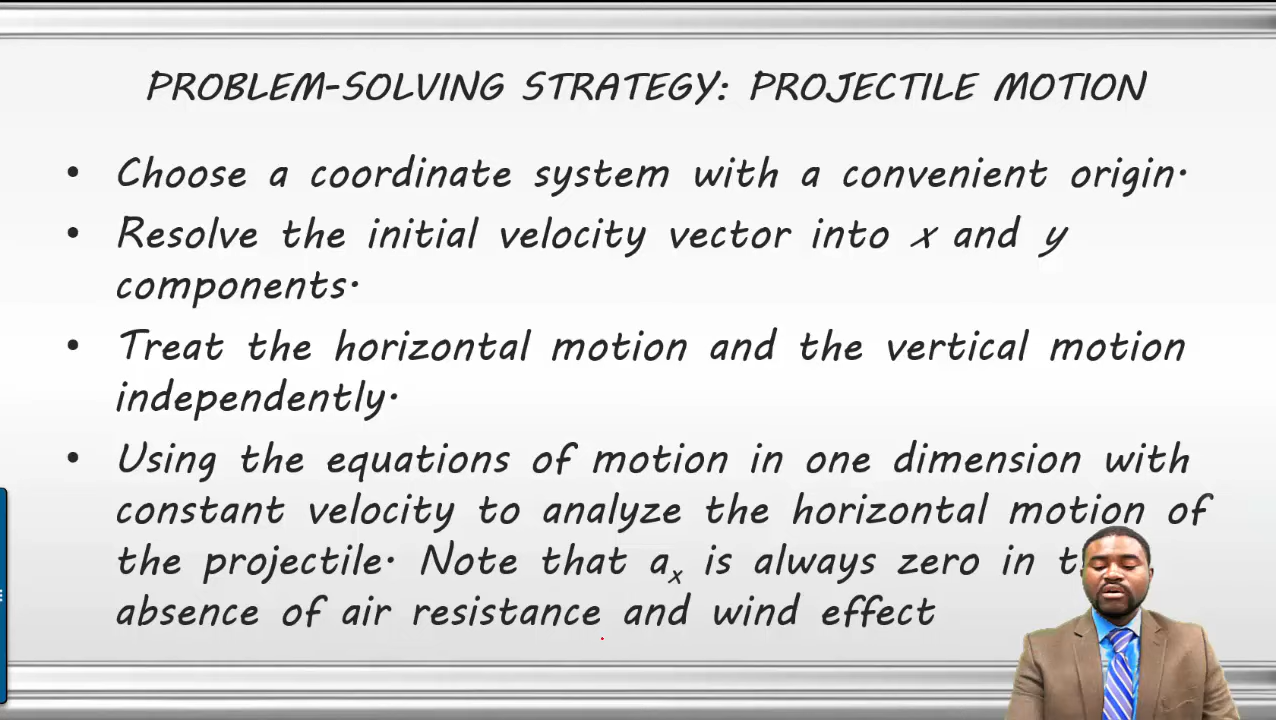 PROBLEM-SOLVING STRATEGY: PROJECTILE MOTION
• Choose a coordinate system with a convenient origin.
• Resolve the initial velocity vector into x and y
components.
• Treat the horizontal motion and the vertical motion
independently.
• Using the equations of motion in one dimension with
constant velocity to analyze the horizontal motion of
the projectile. Note that aₓ is always zero in
absence of air resistance and wind effect